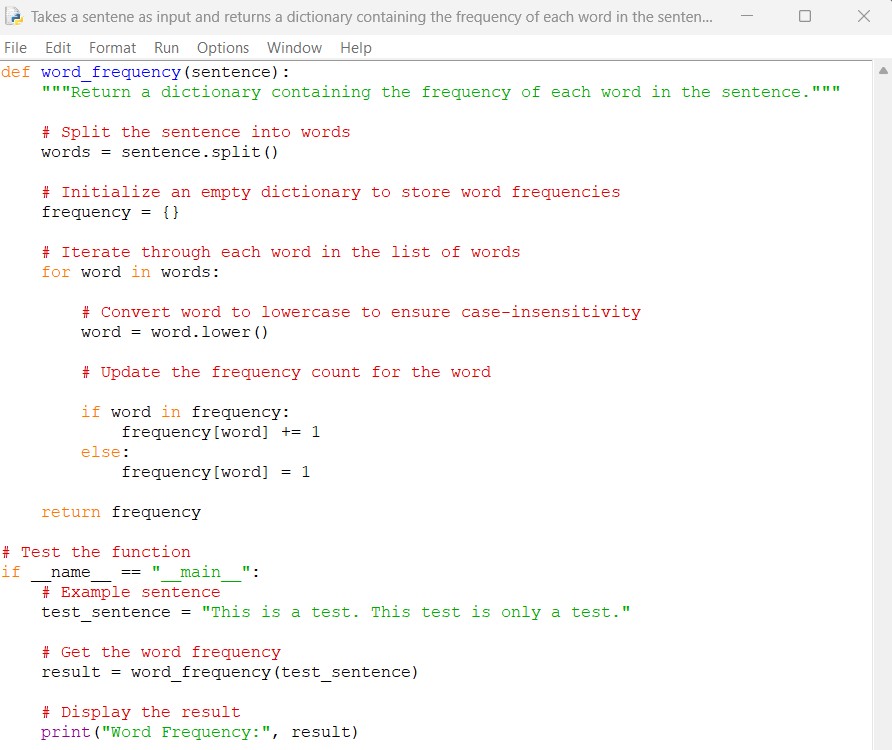 Takes a sentene as input and returns a dictionary containing the frequency of each word in the senten...
File Edit Format Run Options Window Help
def word_frequency(sentence):
    """Return a dictionary containing the frequency of each word in the sentence."""

    # Split the sentence into words
    words = sentence.split()

    # Initialize an empty dictionary to store word frequencies
    frequency = {}

    # Iterate through each word in the list of words
    for word in words:

        # Convert word to lowercase to ensure case-insensitivity
        word = word.lower()

        # Update the frequency count for the word

        if word in frequency:
            frequency[word] += 1
        else:
            frequency[word] = 1

    return frequency

# Test the function
if __name__ == "__main__":
    # Example sentence
    test_sentence = "This is a test. This test is only a test."

    # Get the word frequency
    result = word_frequency(test_sentence)

    # Display the result
    print("Word Frequency:", result)